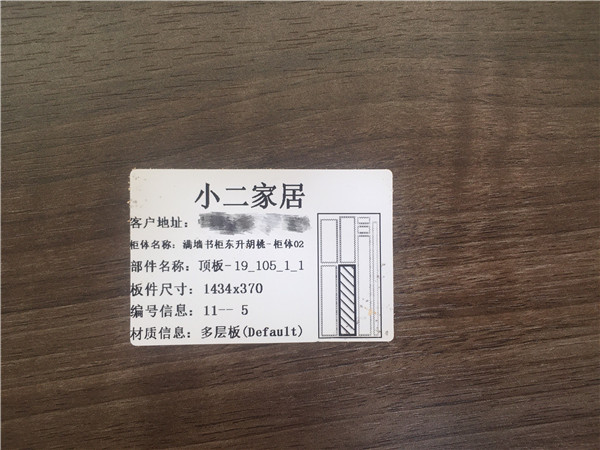 小二家居
客户地址：
柜体名称：满墙书柜东升胡桃-柜体02
部件名称：顶板-19_105_1_1
板件尺寸：1434x370
编号信息：11-- 5
材质信息：多层板(Default)